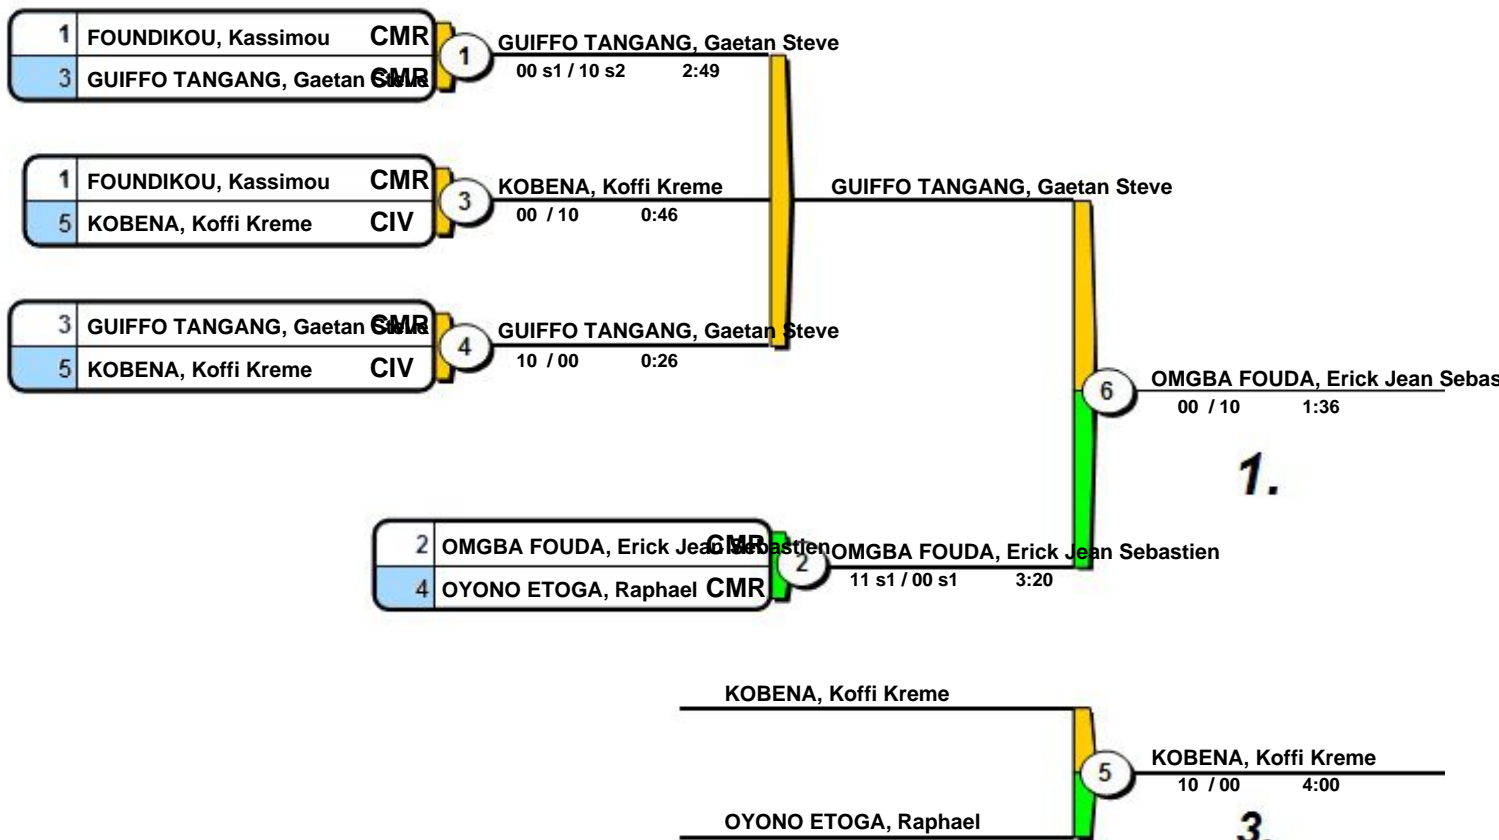 1 FOUNDIKOU, Kassimou CMR
3 GUIFFO TANGANG, Gaetan Steve CMR
1
GUIFFO TANGANG, Gaetan Steve
00 s1 / 10 s2 2:49
1 FOUNDIKOU, Kassimou CMR
5 KOBENA, Koffi Kreme CIV
3
KOBENA, Koffi Kreme
00 / 10 0:46
GUIFFO TANGANG, Gaetan Steve
3 GUIFFO TANGANG, Gaetan Steve CMR
5 KOBENA, Koffi Kreme CIV
4
GUIFFO TANGANG, Gaetan Steve
10 / 00 0:26
6
OMGBA FOUDA, Erick Jean Sebas
00 / 10 1:36
1.
2 OMGBA FOUDA, Erick Jean Sebastien CMR
4 OYONO ETOGA, Raphael CMR
2
OMGBA FOUDA, Erick Jean Sebastien
11 s1 / 00 s1 3:20
KOBENA, Koffi Kreme
5
KOBENA, Koffi Kreme
10 / 00 4:00
OYONO ETOGA, Raphael
3.